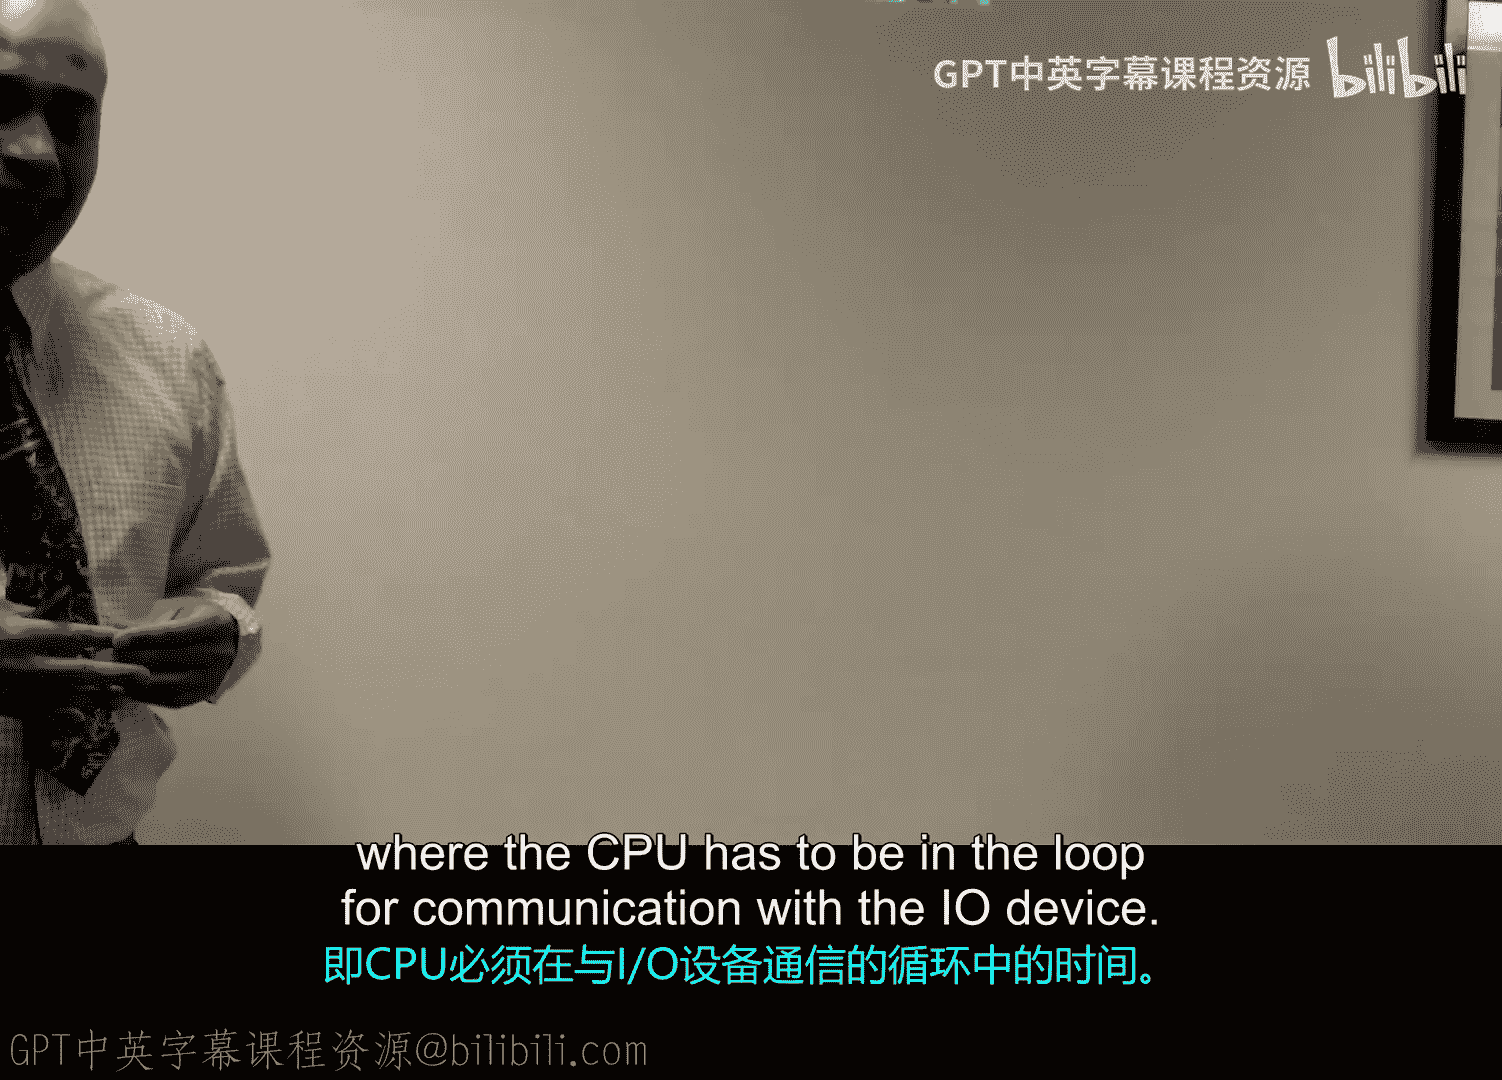 GPT中英字幕课程资源 bilibili
where the CPU has to be in the loop
for communication with the IO device.
即CPU必须在与I/O设备通信的循环中的时间。
GPT中英字幕课程资源@bilibili.com